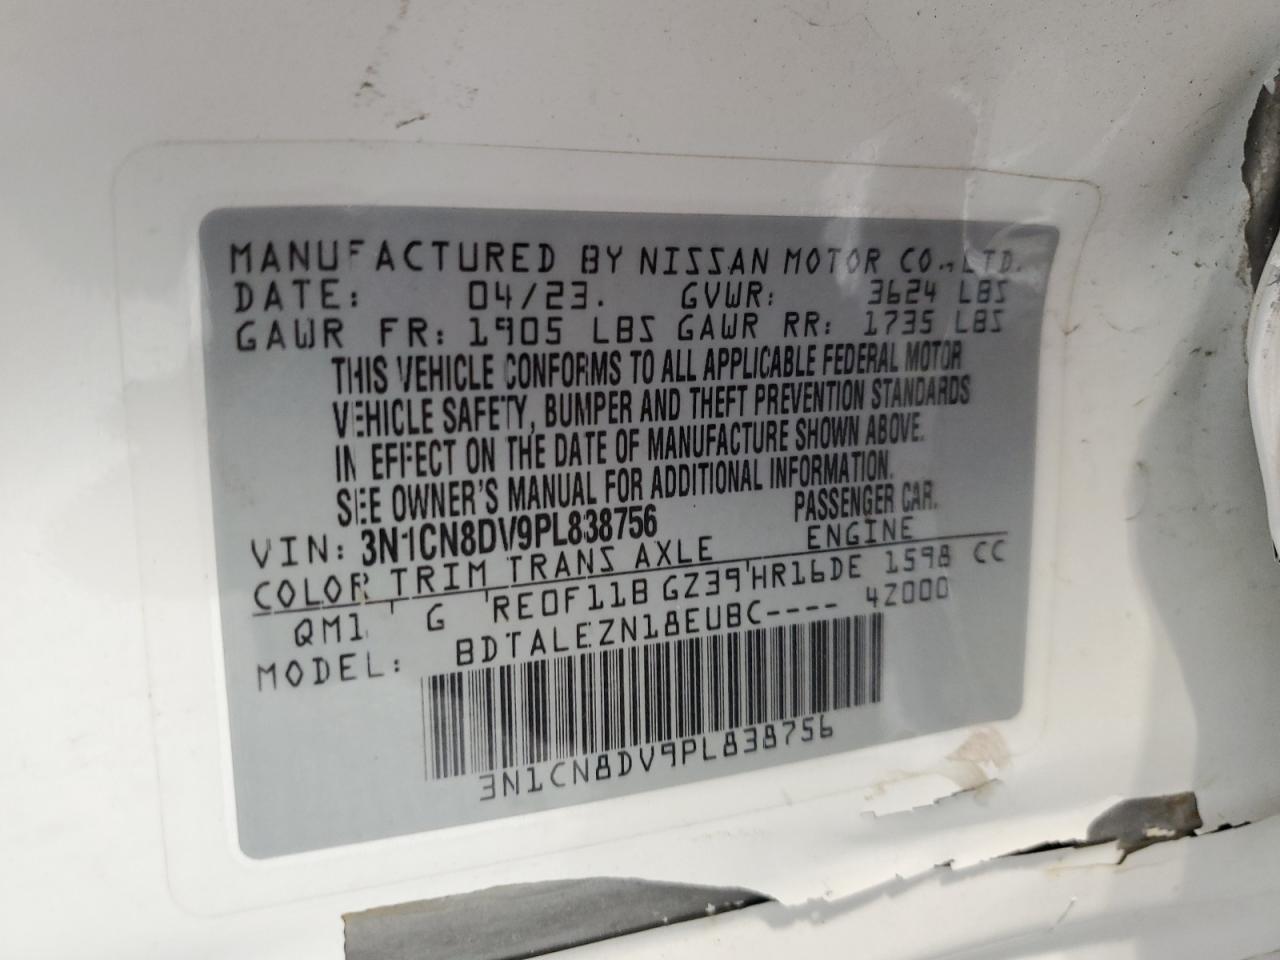 MANUFACTURED BY NISSAN MOTOR CO.,LTD.
DATE: 04/23. GVWR: 3624 LBS
GAWR FR: 1905 LBS GAWR RR: 1735 LBS
THIS VEHICLE CONFORMS TO ALL APPLICABLE FEDERAL MOTOR
VEHICLE SAFETY, BUMPER AND THEFT PREVENTION STANDARDS
IN EFFECT ON THE DATE OF MANUFACTURE SHOWN ABOVE.
SEE OWNER'S MANUAL FOR ADDITIONAL INFORMATION.
VIN: 3N1CN8DV9PL838756 PASSENGER CAR.
COLOR TRIM TRANS AXLE ENGINE
QM1 G RE0F11B GZ39 HR16DE 1598 CC
MODEL: BDTALEZN18EUBC---- 42000
3N1CN8DV9PL838756